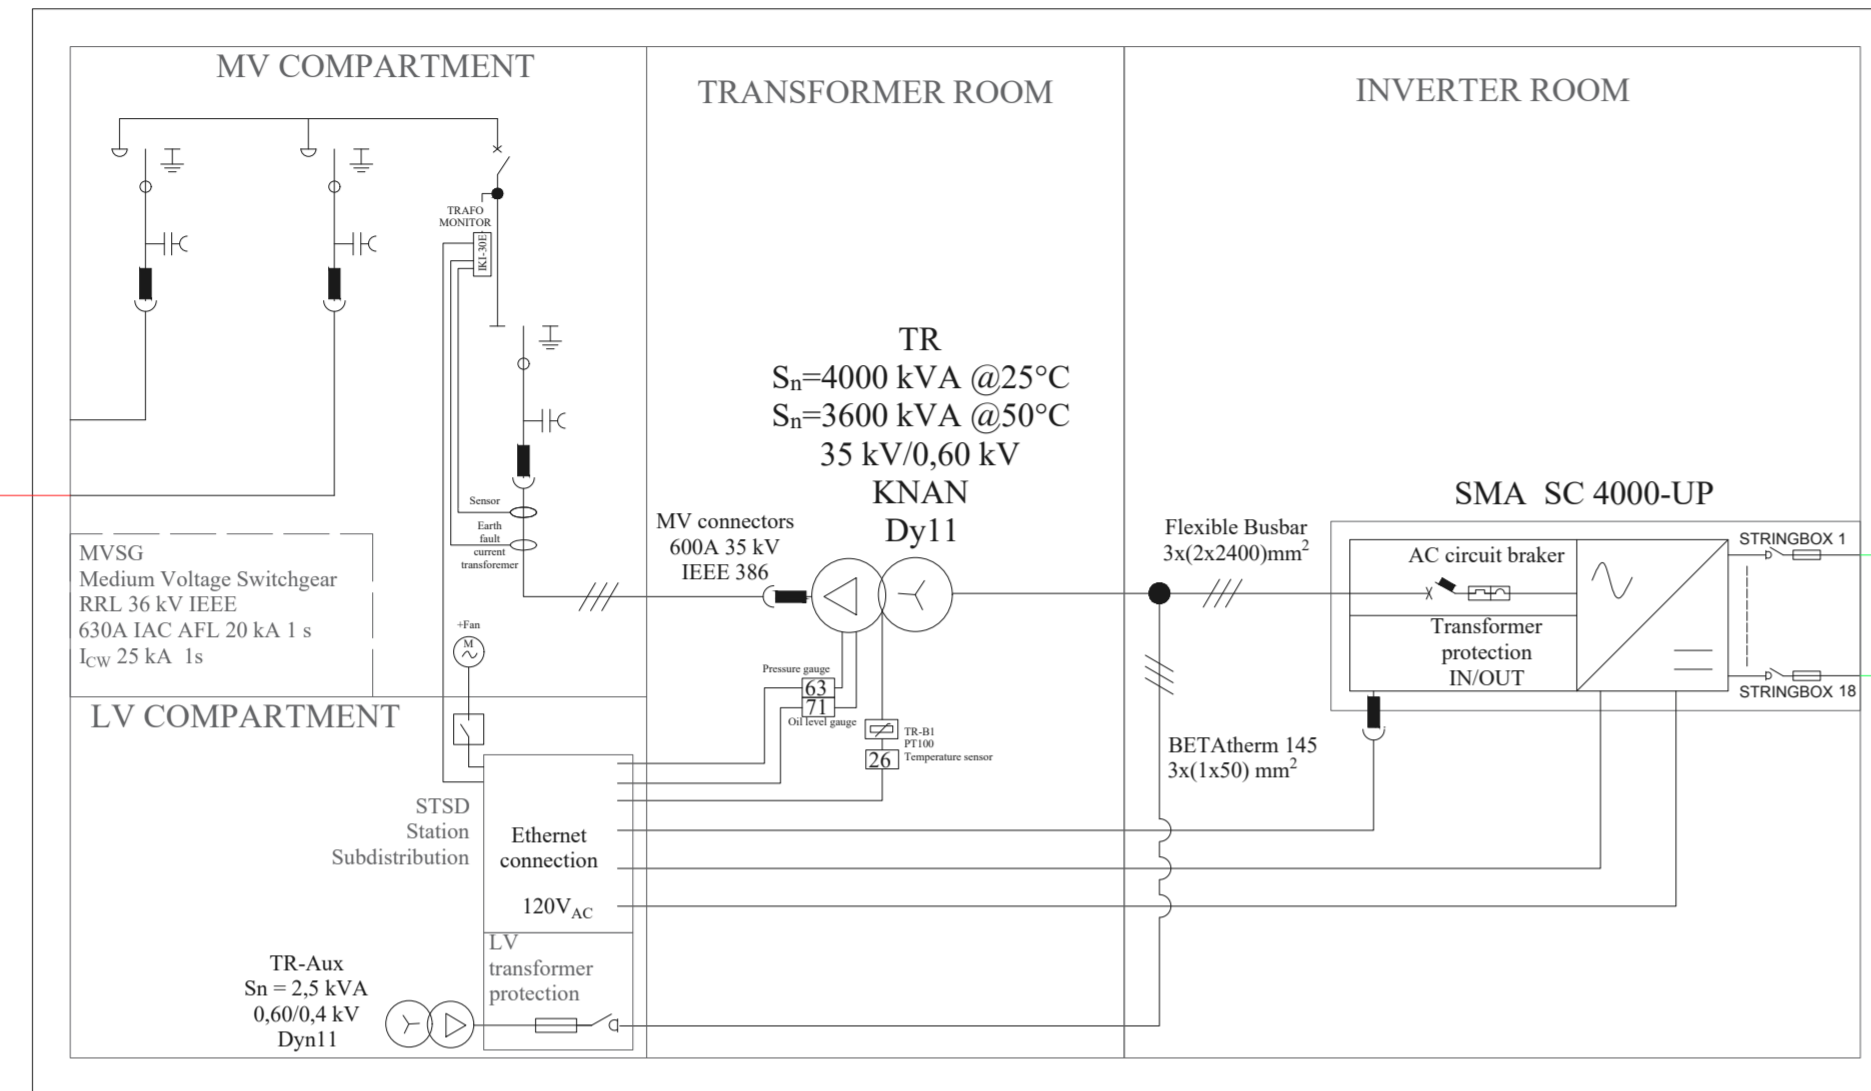 MV COMPARTMENT
TRANSFORMER ROOM
INVERTER ROOM
TRAFO
MONITOR
IKI-30E
Sensor
Earth
fault
current
transforemer
MVSG
Medium Voltage Switchgear
RRL 36 kV IEEE
630A IAC AFL 20 kA 1 s
ICW 25 kA 1s
+Fan
M
LV COMPARTMENT
STSD
Station
Subdistribution
Ethernet
connection
120VAC
LV
transformer
protection
TR-Aux
Sn = 2,5 kVA
0,60/0,4 kV
Dyn11
TR
Sn=4000 kVA @25°C
Sn=3600 kVA @50°C
35 kV/0,60 kV
KNAN
Dy11
MV connectors
600A 35 kV
IEEE 386
Pressure gauge
63
71
Oil level gauge
TR-B1
PT100
Temperature sensor
26
Flexible Busbar
3x(2x2400)mm²
BETAtherm 145
3x(1x50) mm²
SMA SC 4000-UP
AC circuit braker
Transformer
protection
IN/OUT
STRINGBOX 1
STRINGBOX 18